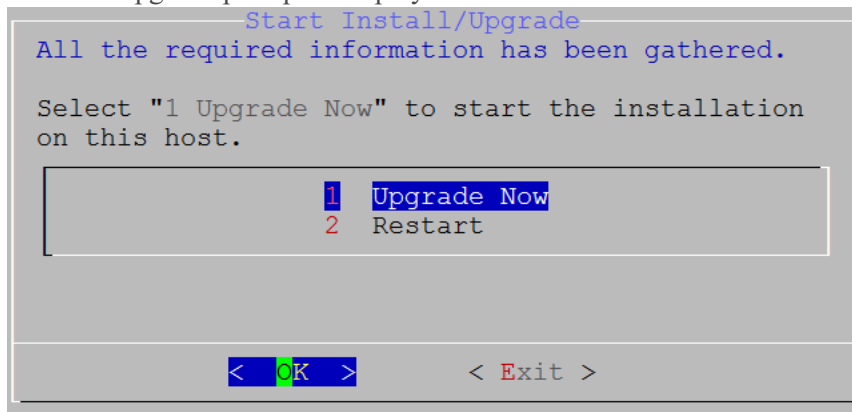 Start Install/Upgrade
All the required information has been gathered.
Select "1 Upgrade Now" to start the installation
on this host.
1 Upgrade Now
2 Restart
< OK > < Exit >